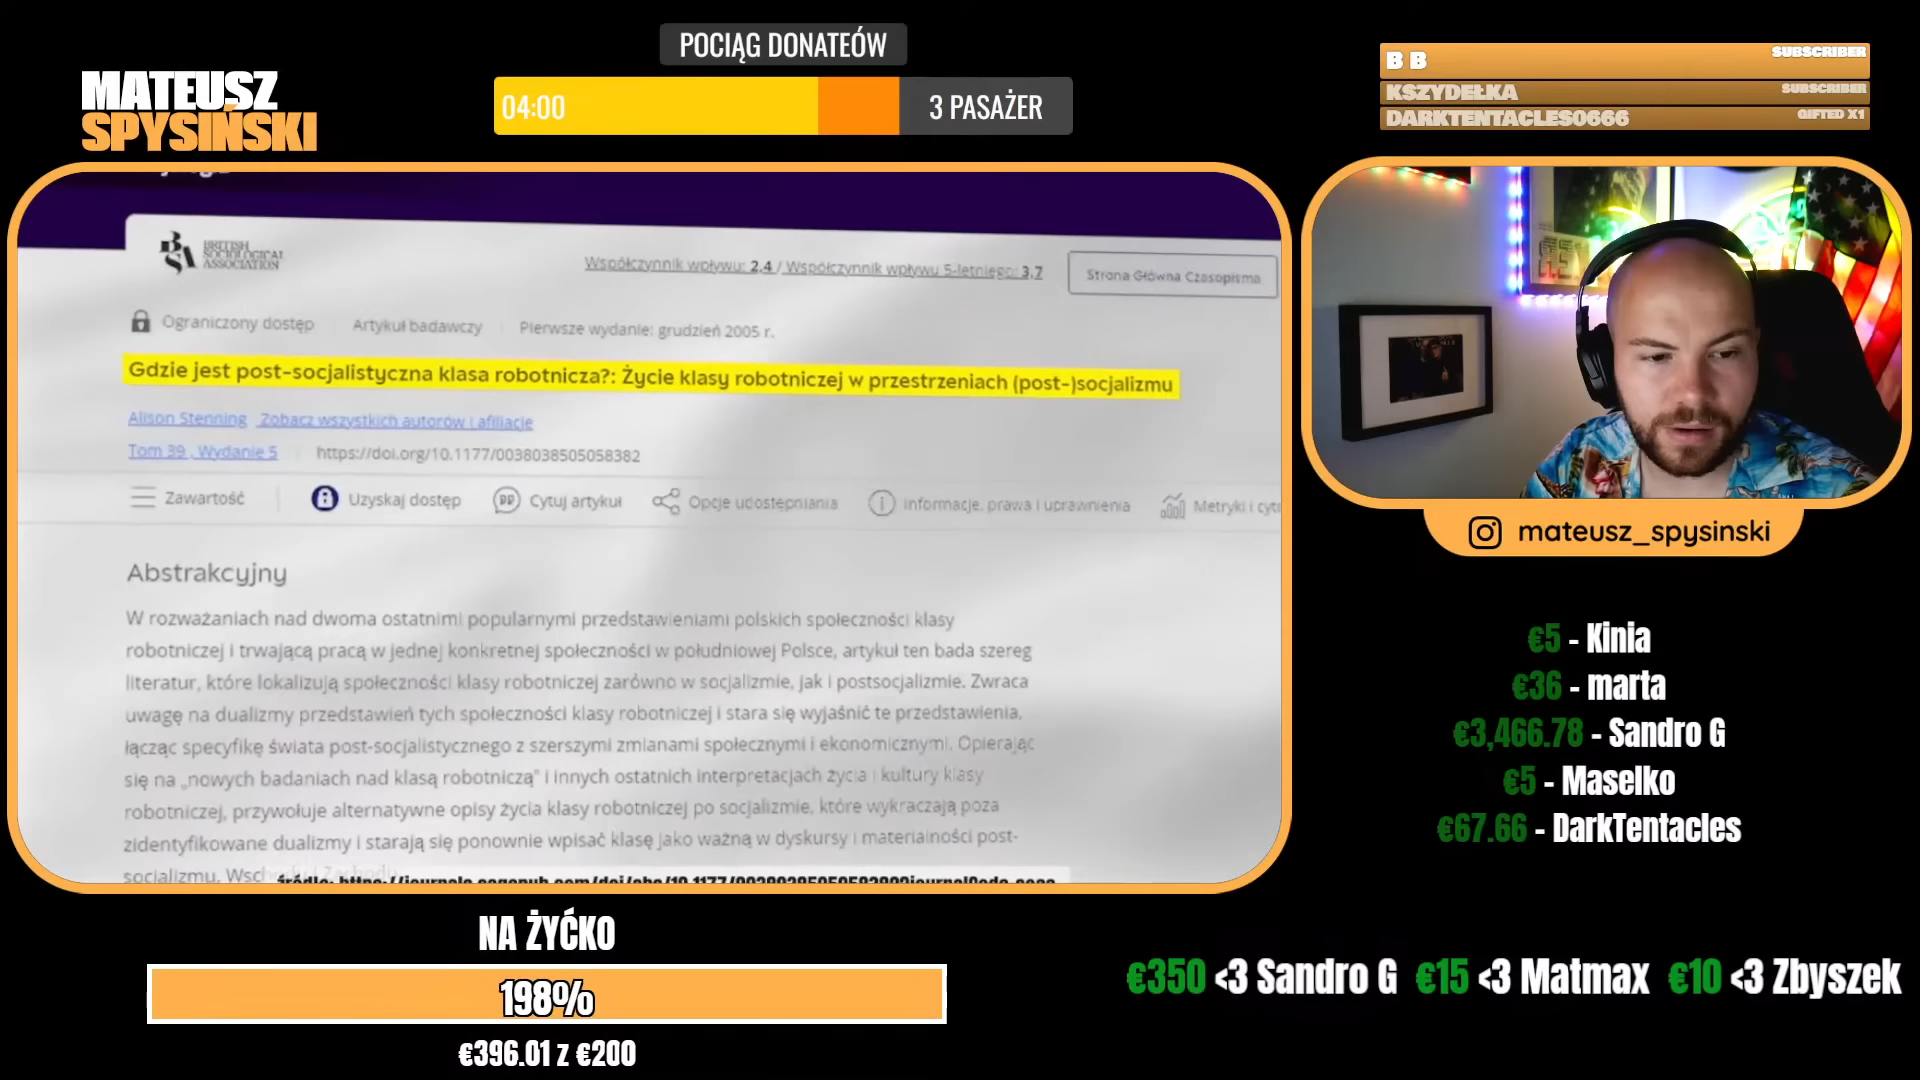 MATEUSZ
SPYSIŃSKI
POCIĄG DONATEÓW
04:00
3 PASAŻER
B B
SUBSCRIBER
KSZYDEŁKA
SUBSCRIBER
DARKTENTACLES0666
GIFTED X1
BSA BRITISH
SOCIOLOGICAL
ASSOCIATION
Współczynnik wpływu: 2,4 / Współczynnik wpływu 5-letniego: 3,7
Strona Główna Czasopisma
Ograniczony dostęp
Artykuł badawczy
Pierwsze wydanie: grudzień 2005 r.
Gdzie jest post-socjalistyczna klasa robotnicza?: Życie klasy robotniczej w przestrzeniach (post-)socjalizmu
Alison Stenning Zobacz wszystkich autorów i afiliacje
Tom 39 , Wydanie 5
https://doi.org/10.1177/0038038505058382
Zawartość
Uzyskaj dostęp
Cytuj artykuł
Opcje udostępniania
Informacje, prawa i uprawnienia
Metryki i cyt
Abstrakcyjny
W rozważaniach nad dwoma ostatnimi popularnymi przedstawieniami polskich społeczności klasy
robotniczej i trwającą pracą w jednej konkretnej społeczności w południowej Polsce, artykuł ten bada szereg
literatur, które lokalizują społeczności klasy robotniczej zarówno w socjalizmie, jak i postsocjalizmie. Zwraca
uwagę na dualizmy przedstawień tych społeczności klasy robotniczej i stara się wyjaśnić te przedstawienia,
łącząc specyfikę świata post-socjalistycznego z szerszymi zmianami społecznymi i ekonomicznymi. Opierając
się na „nowych badaniach nad klasą robotniczą" i innych ostatnich interpretacjach życia i kultury klasy
robotniczej, przywołuje alternatywne opisy życia klasy robotniczej po socjalizmie, które wykraczają poza
zidentyfikowane dualizmy i starają się ponownie wpisać klasę jako ważną w dyskursy i materialności post-
socjalizmu, Wschodu i Zachodu.
mateusz_spysinski
€5 - Kinia
€36 - marta
€3,466.78 - Sandro G
€5 - Maselko
€67.66 - DarkTentacles
NA ŻYĆKO
198%
€396.01 z €200
€350 <3 Sandro G €15 <3 Matmax €10 <3 Zbyszek